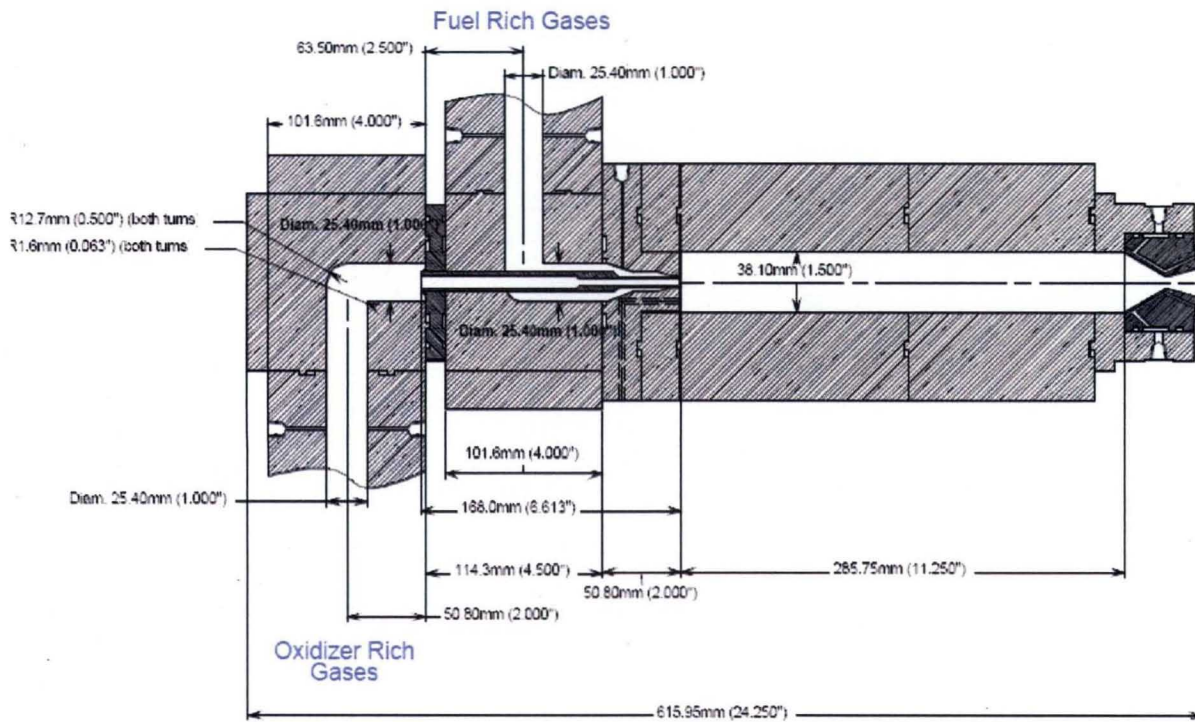 Fuel Rich Gases
63.50mm (2.500")
Diam. 25.40mm (1.000")
101.6mm (4.000")
R12.7mm (0.500") (both turns)
Diam. 25.40mm (1.000")
R1.6mm (0.063") (both turns
38.10mm (1.500")
Diam. 25.40mm (1.000")
101.6mm (4.000")
Diam. 25.40mm (1.000")
168.0mm (6.613")
114.3mm (4.500")
285.75mm (11.250")
50.80mm (2.000")
50.80mm (2.000")
Oxidizer Rich
Gases
615.95mm (24.250")